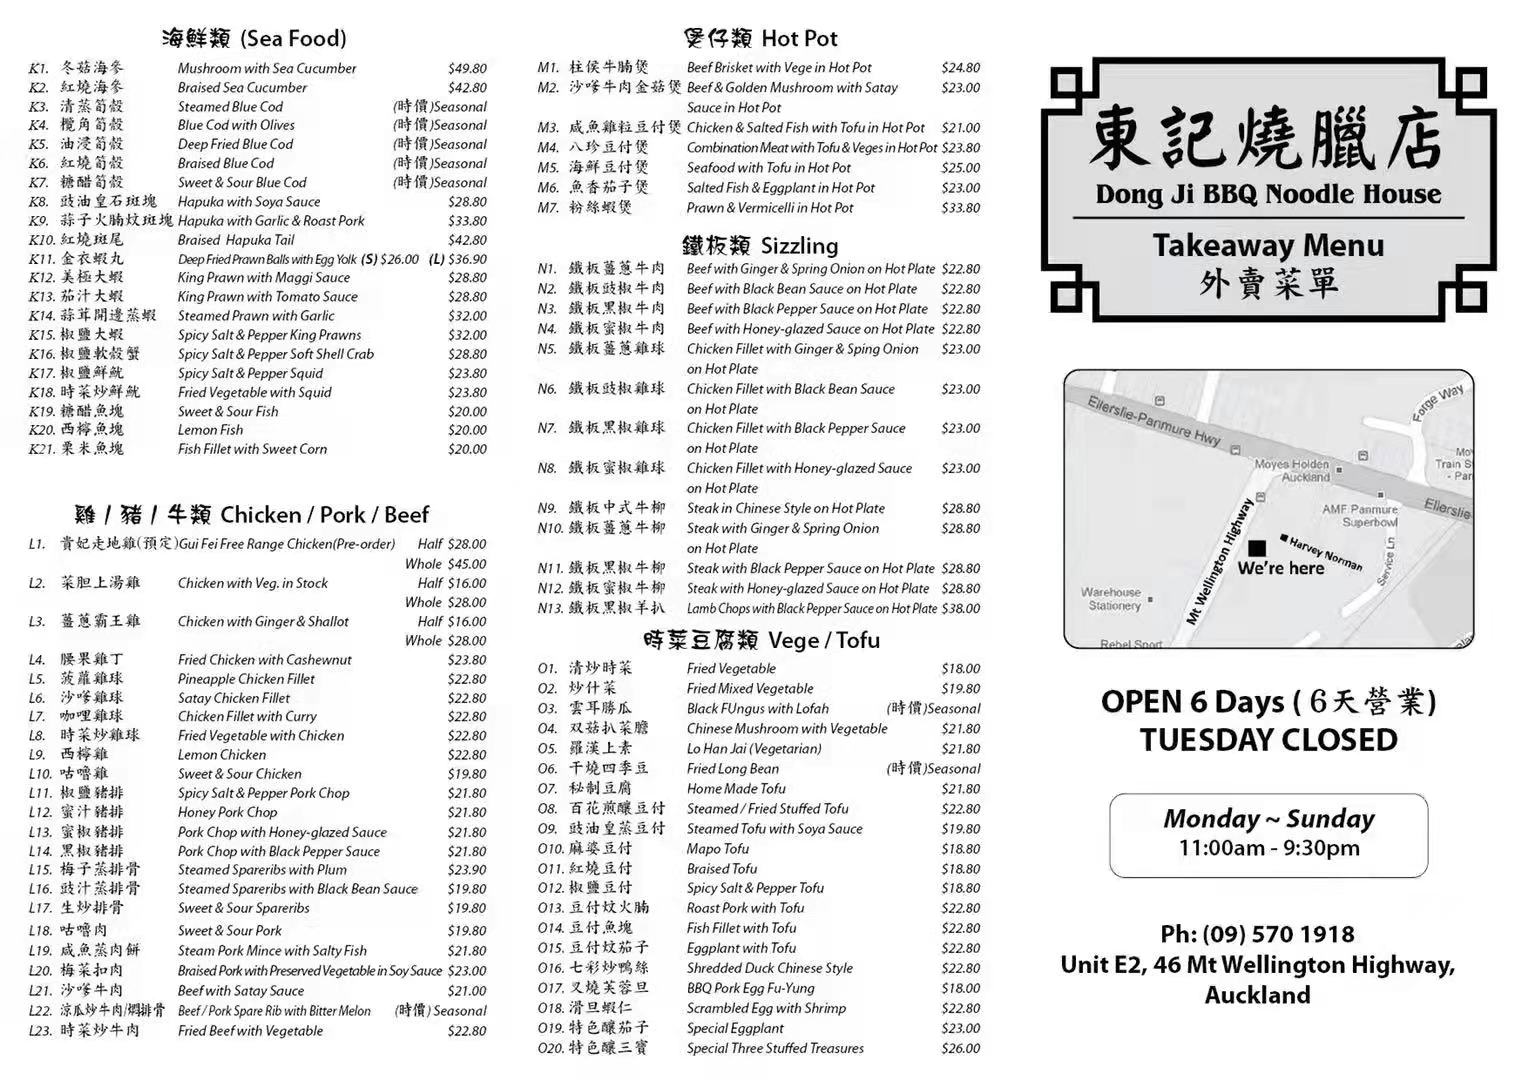 海鮮類 (Sea Food)
K1. 冬菇海參 Mushroom with Sea Cucumber $49.80
K2. 紅燒海參 Braised Sea Cucumber $42.80
K3. 清蒸筍殼 Steamed Blue Cod (時價)Seasonal
K4. 欖角筍殼 Blue Cod with Olives (時價)Seasonal
K5. 油浸筍殼 Deep Fried Blue Cod (時價)Seasonal
K6. 紅燒筍殼 Braised Blue Cod (時價)Seasonal
K7. 糖醋筍殼 Sweet & Sour Blue Cod (時價)Seasonal
K8. 豉油皇石斑塊 Hapuka with Soya Sauce $28.80
K9. 蒜子火腩炆斑塊 Hapuka with Garlic & Roast Pork $33.80
K10. 紅燒斑尾 Braised Hapuka Tail $42.80
K11. 金衣蝦丸 Deep Fried Prawn Balls with Egg Yolk (S) $26.00 (L) $36.90
K12. 美極大蝦 King Prawn with Maggi Sauce $28.80
K13. 茄汁大蝦 King Prawn with Tomato Sauce $28.80
K14. 蒜茸開邊蒸蝦 Steamed Prawn with Garlic $32.00
K15. 椒鹽大蝦 Spicy Salt & Pepper King Prawns $32.00
K16. 椒鹽軟殼蟹 Spicy Salt & Pepper Soft Shell Crab $28.80
K17. 椒鹽鮮魷 Spicy Salt & Pepper Squid $23.80
K18. 時菜炒鮮魷 Fried Vegetable with Squid $23.80
K19. 糖醋魚塊 Sweet & Sour Fish $20.00
K20. 西檸魚塊 Lemon Fish $20.00
K21. 栗米魚塊 Fish Fillet with Sweet Corn $20.00
雞 / 豬 / 牛類 Chicken / Pork / Beef
L1. 貴妃走地雞(預定)Gui Fei Free Range Chicken(Pre-order) Half $28.00
Whole $45.00
L2. 菜胆上湯雞 Chicken with Veg. in Stock Half $16.00
Whole $28.00
L3. 薑蔥霸王雞 Chicken with Ginger & Shallot Half $16.00
Whole $28.00
L4. 腰果雞丁 Fried Chicken with Cashewnut $23.80
L5. 菠蘿雞球 Pineapple Chicken Fillet $22.80
L6. 沙嗲雞球 Satay Chicken Fillet $22.80
L7. 咖哩雞球 Chicken Fillet with Curry $22.80
L8. 時菜炒雞球 Fried Vegetable with Chicken $22.80
L9. 西檸雞 Lemon Chicken $22.80
L10. 咕嚕雞 Sweet & Sour Chicken $19.80
L11. 椒鹽豬排 Spicy Salt & Pepper Pork Chop $21.80
L12. 蜜汁豬排 Honey Pork Chop $21.80
L13. 蜜椒豬排 Pork Chop with Honey-glazed Sauce $21.80
L14. 黑椒豬排 Pork Chop with Black Pepper Sauce $21.80
L15. 梅子蒸排骨 Steamed Spareribs with Plum $23.90
L16. 豉汁蒸排骨 Steamed Spareribs with Black Bean Sauce $19.80
L17. 生炒排骨 Sweet & Sour Spareribs $19.80
L18. 咕嚕肉 Sweet & Sour Pork $19.80
L19. 咸魚蒸肉餅 Steam Pork Mince with Salty Fish $21.80
L20. 梅菜扣肉 Braised Pork with Preserved Vegetable in Soy Sauce $23.00
L21. 沙嗲牛肉 Beef with Satay Sauce $21.00
L22. 涼瓜炒牛肉/燜排骨 Beef / Pork Spare Rib with Bitter Melon (時價) Seasonal
L23. 時菜炒牛肉 Fried Beef with Vegetable $22.80
煲仔類 Hot Pot
M1. 柱侯牛腩煲 Beef Brisket with Vege in Hot Pot $24.80
M2. 沙嗲牛肉金菇煲 Beef & Golden Mushroom with Satay $23.00
Sauce in Hot Pot
M3. 咸魚雞粒豆付煲 Chicken & Salted Fish with Tofu in Hot Pot $21.00
M4. 八珍豆付煲 Combination Meat with Tofu & Veges in Hot Pot $23.80
M5. 海鮮豆付煲 Seafood with Tofu in Hot Pot $25.00
M6. 魚香茄子煲 Salted Fish & Eggplant in Hot Pot $23.00
M7. 粉絲蝦煲 Prawn & Vermicelli in Hot Pot $33.80
鐵板類 Sizzling
N1. 鐵板薑蔥牛肉 Beef with Ginger & Spring Onion on Hot Plate $22.80
N2. 鐵板豉椒牛肉 Beef with Black Bean Sauce on Hot Plate $22.80
N3. 鐵板黑椒牛肉 Beef with Black Pepper Sauce on Hot Plate $22.80
N4. 鐵板蜜椒牛肉 Beef with Honey-glazed Sauce on Hot Plate $22.80
N5. 鐵板薑蔥雞球 Chicken Fillet with Ginger & Sping Onion $23.00
on Hot Plate
N6. 鐵板豉椒雞球 Chicken Fillet with Black Bean Sauce $23.00
on Hot Plate
N7. 鐵板黑椒雞球 Chicken Fillet with Black Pepper Sauce $23.00
on Hot Plate
N8. 鐵板蜜椒雞球 Chicken Fillet with Honey-glazed Sauce $23.00
on Hot Plate
N9. 鐵板中式牛柳 Steak in Chinese Style on Hot Plate $28.80
N10. 鐵板薑蔥牛柳 Steak with Ginger & Spring Onion $28.80
on Hot Plate
N11. 鐵板黑椒牛柳 Steak with Black Pepper Sauce on Hot Plate $28.80
N12. 鐵板蜜椒牛柳 Steak with Honey-glazed Sauce on Hot Plate $28.80
N13. 鐵板黑椒羊扒 Lamb Chops with Black Pepper Sauce on Hot Plate $38.00
時菜豆腐類 Vege / Tofu
O1. 清炒時菜 Fried Vegetable $18.00
O2. 炒什菜 Fried Mixed Vegetable $19.80
O3. 雲耳勝瓜 Black FUngus with Lofah (時價)Seasonal
O4. 双菇扒菜膽 Chinese Mushroom with Vegetable $21.80
O5. 羅漢上素 Lo Han Jai (Vegetarian) $21.80
O6. 干燒四季豆 Fried Long Bean (時價)Seasonal
O7. 秘制豆腐 Home Made Tofu $21.80
O8. 百花煎釀豆付 Steamed / Fried Stuffed Tofu $22.80
O9. 豉油皇蒸豆付 Steamed Tofu with Soya Sauce $19.80
O10. 麻婆豆付 Mapo Tofu $18.80
O11. 紅燒豆付 Braised Tofu $18.80
O12. 椒鹽豆付 Spicy Salt & Pepper Tofu $18.80
O13. 豆付炆火腩 Roast Pork with Tofu $22.80
O14. 豆付魚塊 Fish Fillet with Tofu $22.80
O15. 豆付炆茄子 Eggplant with Tofu $22.80
O16. 七彩炒鴨絲 Shredded Duck Chinese Style $22.80
O17. 叉燒芙蓉旦 BBQ Pork Egg Fu-Yung $18.00
O18. 滑旦蝦仁 Scrambled Egg with Shrimp $22.80
O19. 特色釀茄子 Special Eggplant $23.00
O20. 特色釀三寶 Special Three Stuffed Treasures $26.00
東記燒臘店
Dong Ji BBQ Noodle House
Takeaway Menu
外賣菜單
Ellerslie-Panmure Hwy
Forge Way
Moyes Holden
Auckland
Train S
- Pan
AMF Panmure
Superbowl
Ellerslie
Mt Wellington Highway
Harvey Norman
We're here
Service Ln
Warehouse
Stationery
Rebel Sport
OPEN 6 Days ( 6天營業)
TUESDAY CLOSED
Monday ~ Sunday
11:00am - 9:30pm
Ph: (09) 570 1918
Unit E2, 46 Mt Wellington Highway,
Auckland